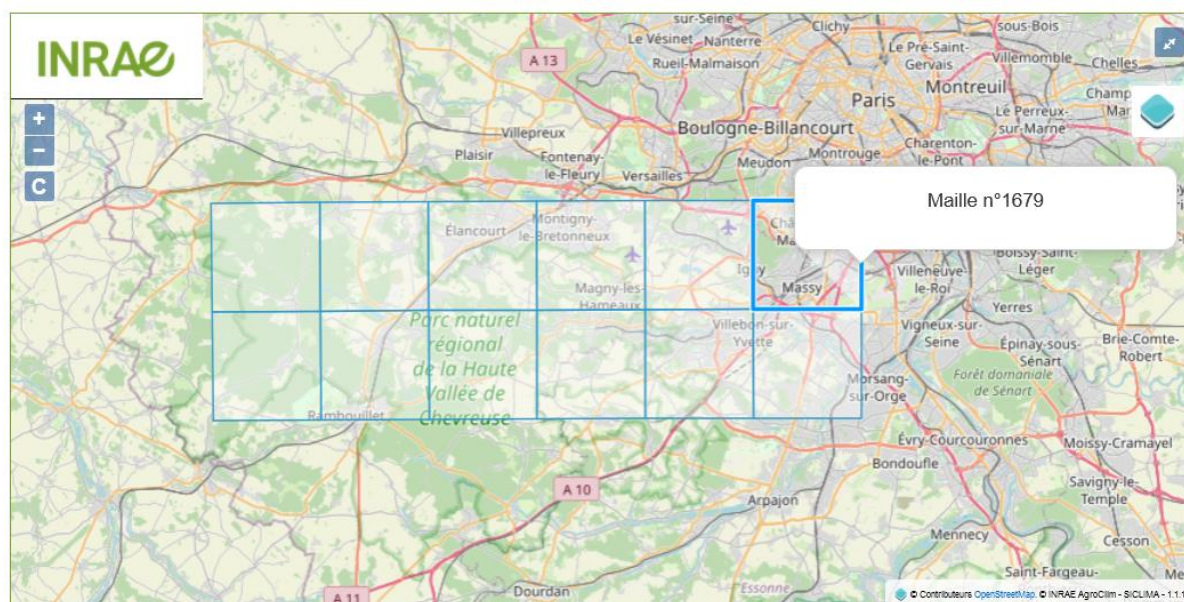 INRAE
+
−
C
sur-Seine
Clichy
sous-Bois
Le Vésinet
Nanterre
Le Pré-Saint-
Gervais
Villemomble
Chelles
A 13
Rueil-Malmaison
Montreuil
Paris
Champ
Mar
Le Perreux-
sur-Marne
Villepreux
Boulogne-Billancourt
Charenton-
le-Pont
Plaisir
Fontenay-
le-Fleury
Versailles
Meudon
Montrouge
Maille n°1679
Élancourt
Montigny-
le-Bretonneux
Igny
Massy
Villeneuve-
le-Roi
Boissy-Saint-
Léger
Magny-les-
Hameaux
Yerres
Parc naturel
régional
de la Haute
Vallée de
Chevreuse
Villebon-sur-
Yvette
Vigneux-sur-
Seine
Épinay-sous-
Sénart
Brie-Comte-
Robert
Forêt domaniale
de Sénart
Morsang-
sur-Orge
Rambouillet
Évry-Courcouronnes
Moissy-Cramayel
Bondoufle
Savigny-le-
Temple
A 10
Arpajon
Mennecy
Cesson
Saint-Fargeau-
Dourdan
Essonne
A 11
© Contributeurs OpenStreetMap. © INRAE AgroClim - SICLIMA - 1.1.1